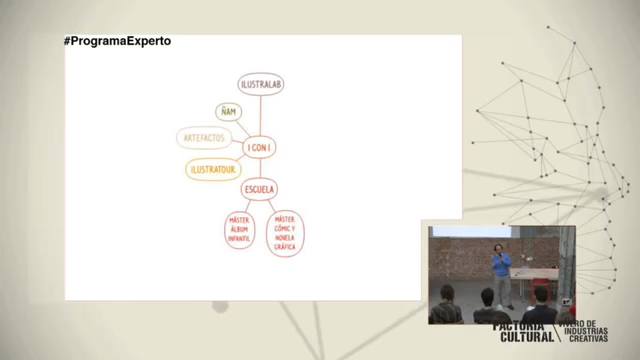 #ProgramaExperto
ILUSTRALAB
ÑAM
ARTEFACTOS
I CON I
ILUSTRATOUR
ESCUELA
MÁSTER
ÁLBUM
INFANTIL
MÁSTER
CÓMIC Y
NOVELA
GRÁFICA
FACTORÍA
CULTURAL
VIVERO DE
INDUSTRIAS
CREATIVAS